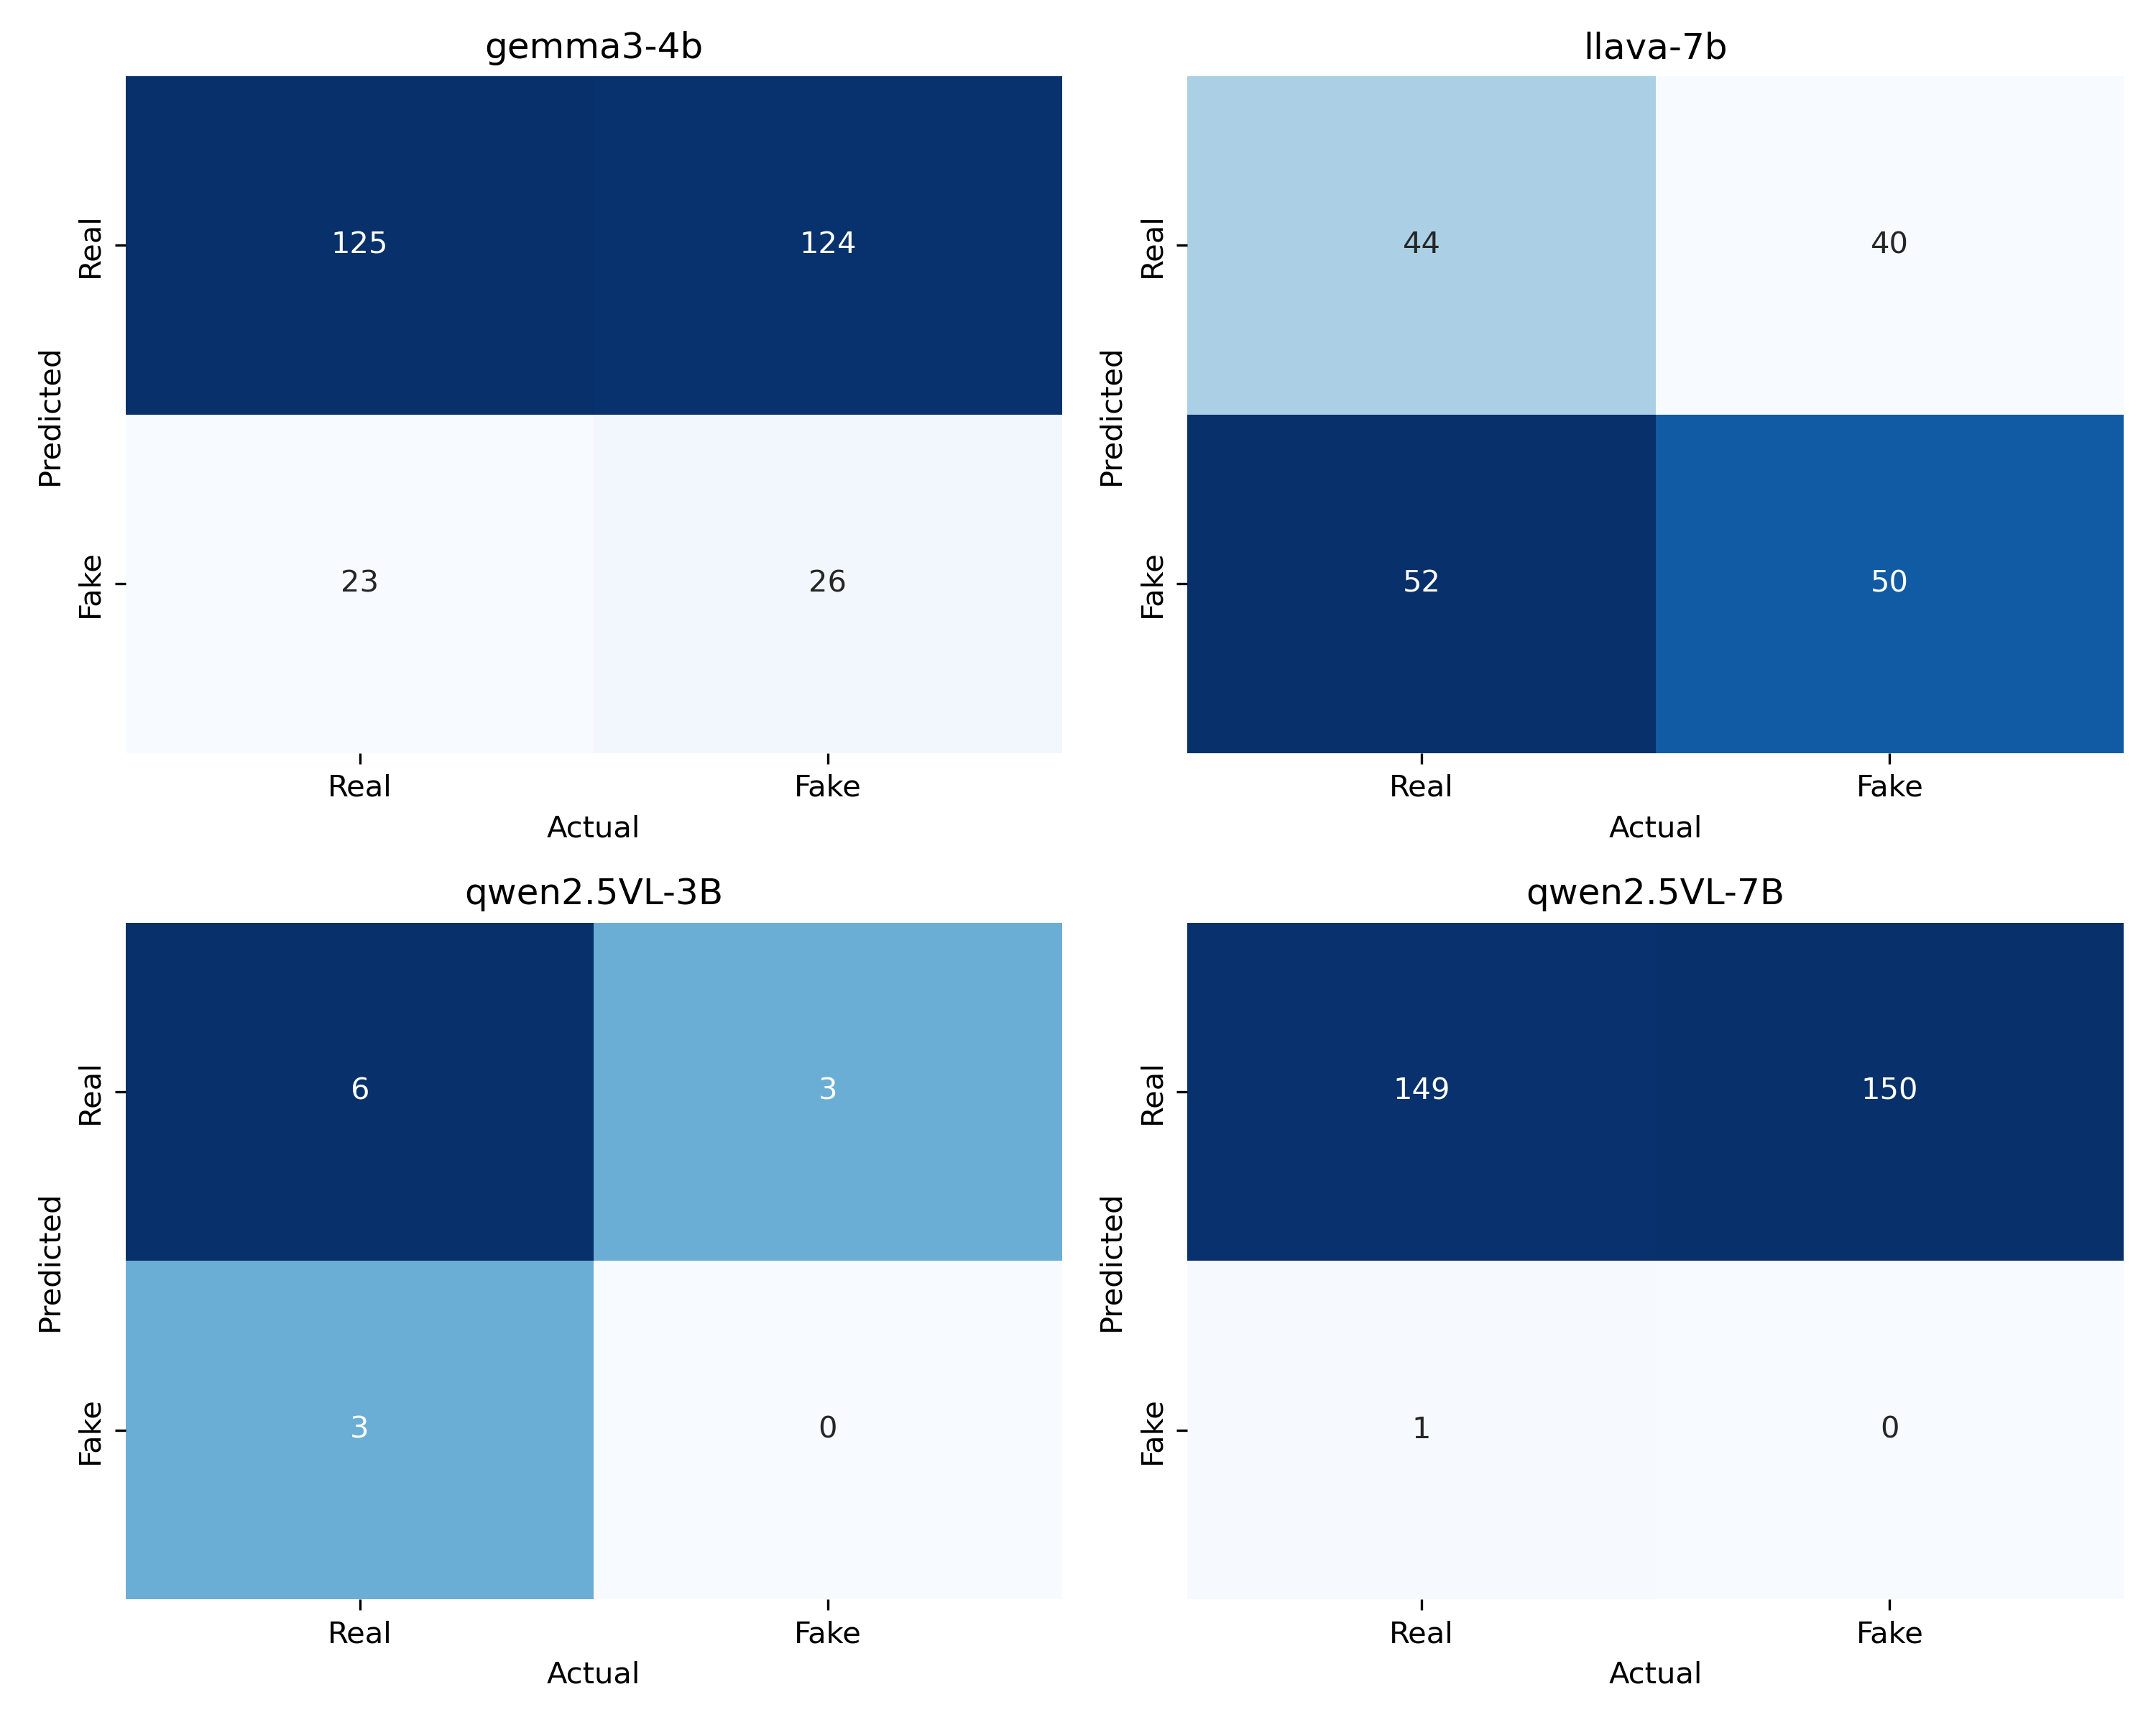 gemma3-4b
Predicted
Real
Fake
125
124
23
26
Real
Fake
Actual
llava-7b
Predicted
Real
Fake
44
40
52
50
Real
Fake
Actual
qwen2.5VL-3B
Predicted
Real
Fake
6
3
3
0
Real
Fake
Actual
qwen2.5VL-7B
Predicted
Real
Fake
149
150
1
0
Real
Fake
Actual